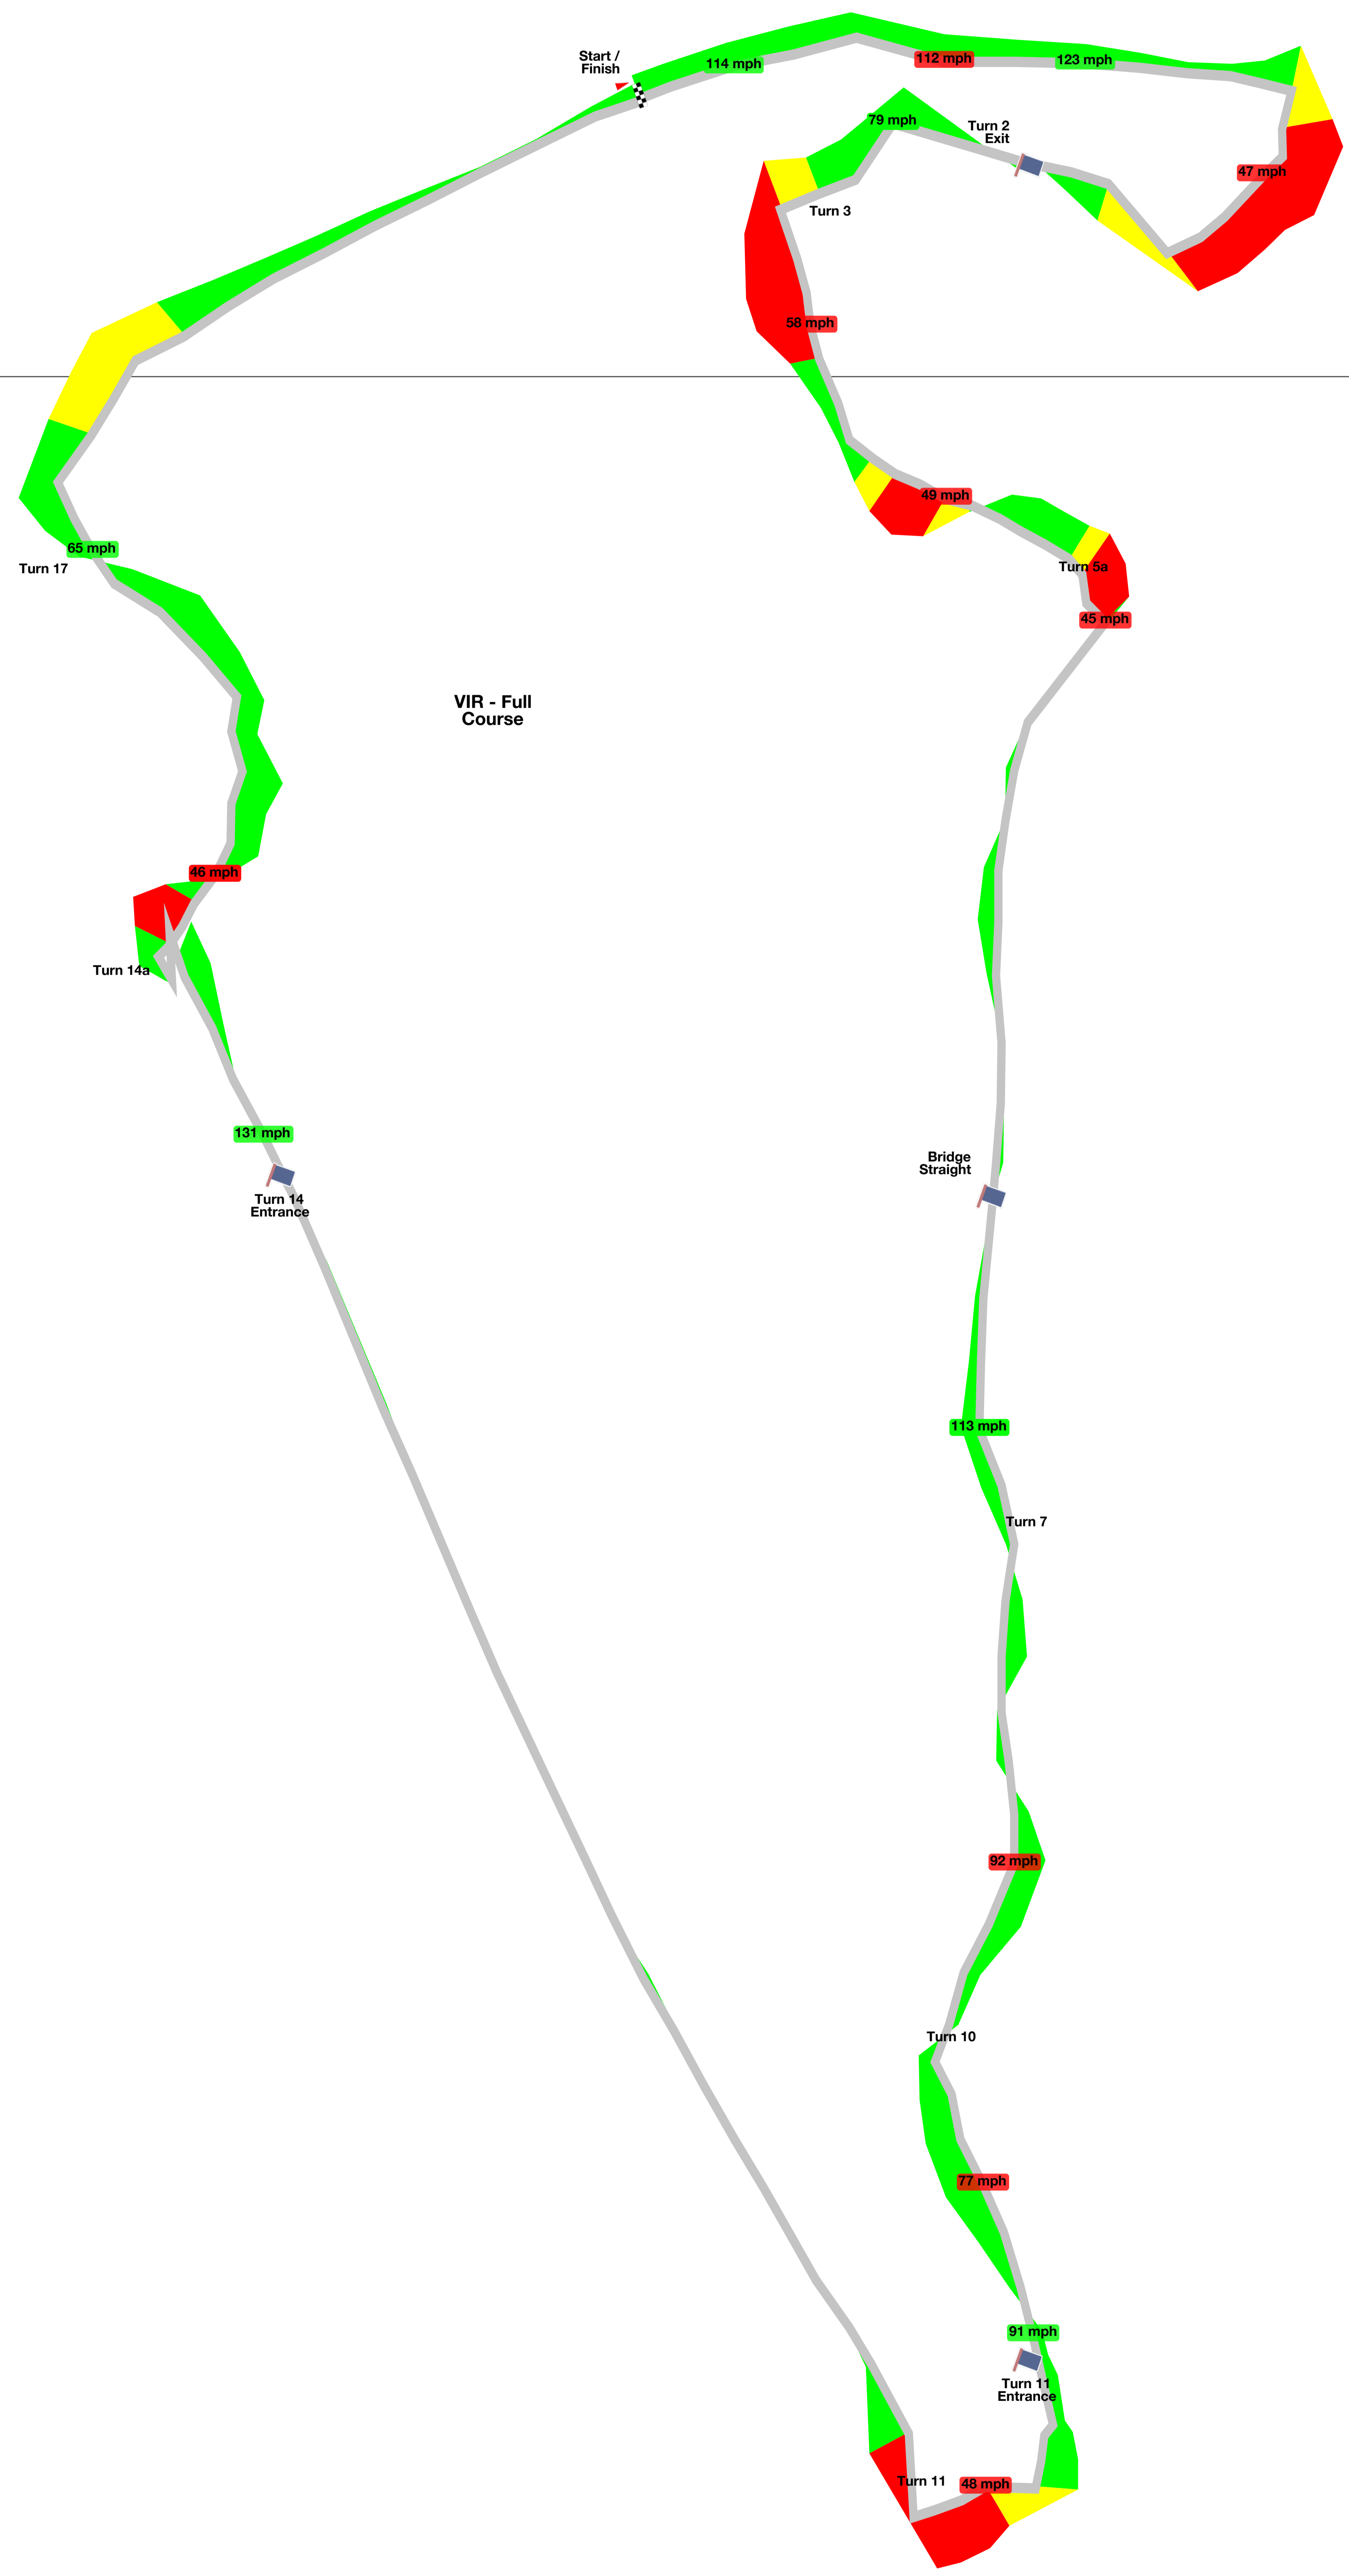 Start /
Finish
114 mph
112 mph
123 mph
79 mph
Turn 2
Exit
47 mph
Turn 3
58 mph
49 mph
65 mph
Turn 17
Turn 5a
45 mph
VIR - Full
Course
46 mph
Turn 14a
131 mph
Bridge
Straight
Turn 14
Entrance
113 mph
Turn 7
92 mph
Turn 10
77 mph
91 mph
Turn 11
Entrance
Turn 11
48 mph